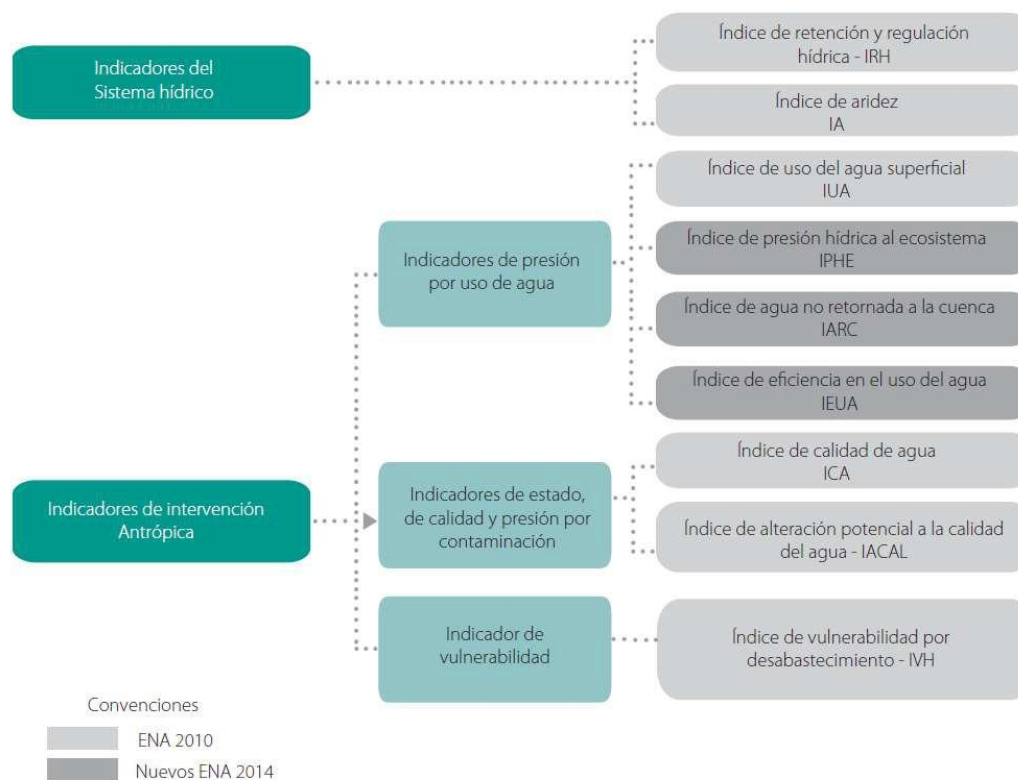 Indicadores del
Sistema hídrico
Índice de retención y regulación
hídrica - IRH
Índice de aridez
IA
Indicadores de intervención
Antrópica
Indicadores de presión
por uso de agua
Índice de uso del agua superficial
IUA
Índice de presión hídrica al ecosistema
IPHE
Índice de agua no retornada a la cuenca
IARC
Índice de eficiencia en el uso del agua
IEUA
Indicadores de estado,
de calidad y presión por
contaminación
Índice de calidad de agua
ICA
Índice de alteración potencial a la calidad
del agua - IACAL
Indicador de
vulnerabilidad
Índice de vulnerabilidad por
desabastecimiento - IVH
Convenciones
ENA 2010
Nuevos ENA 2014